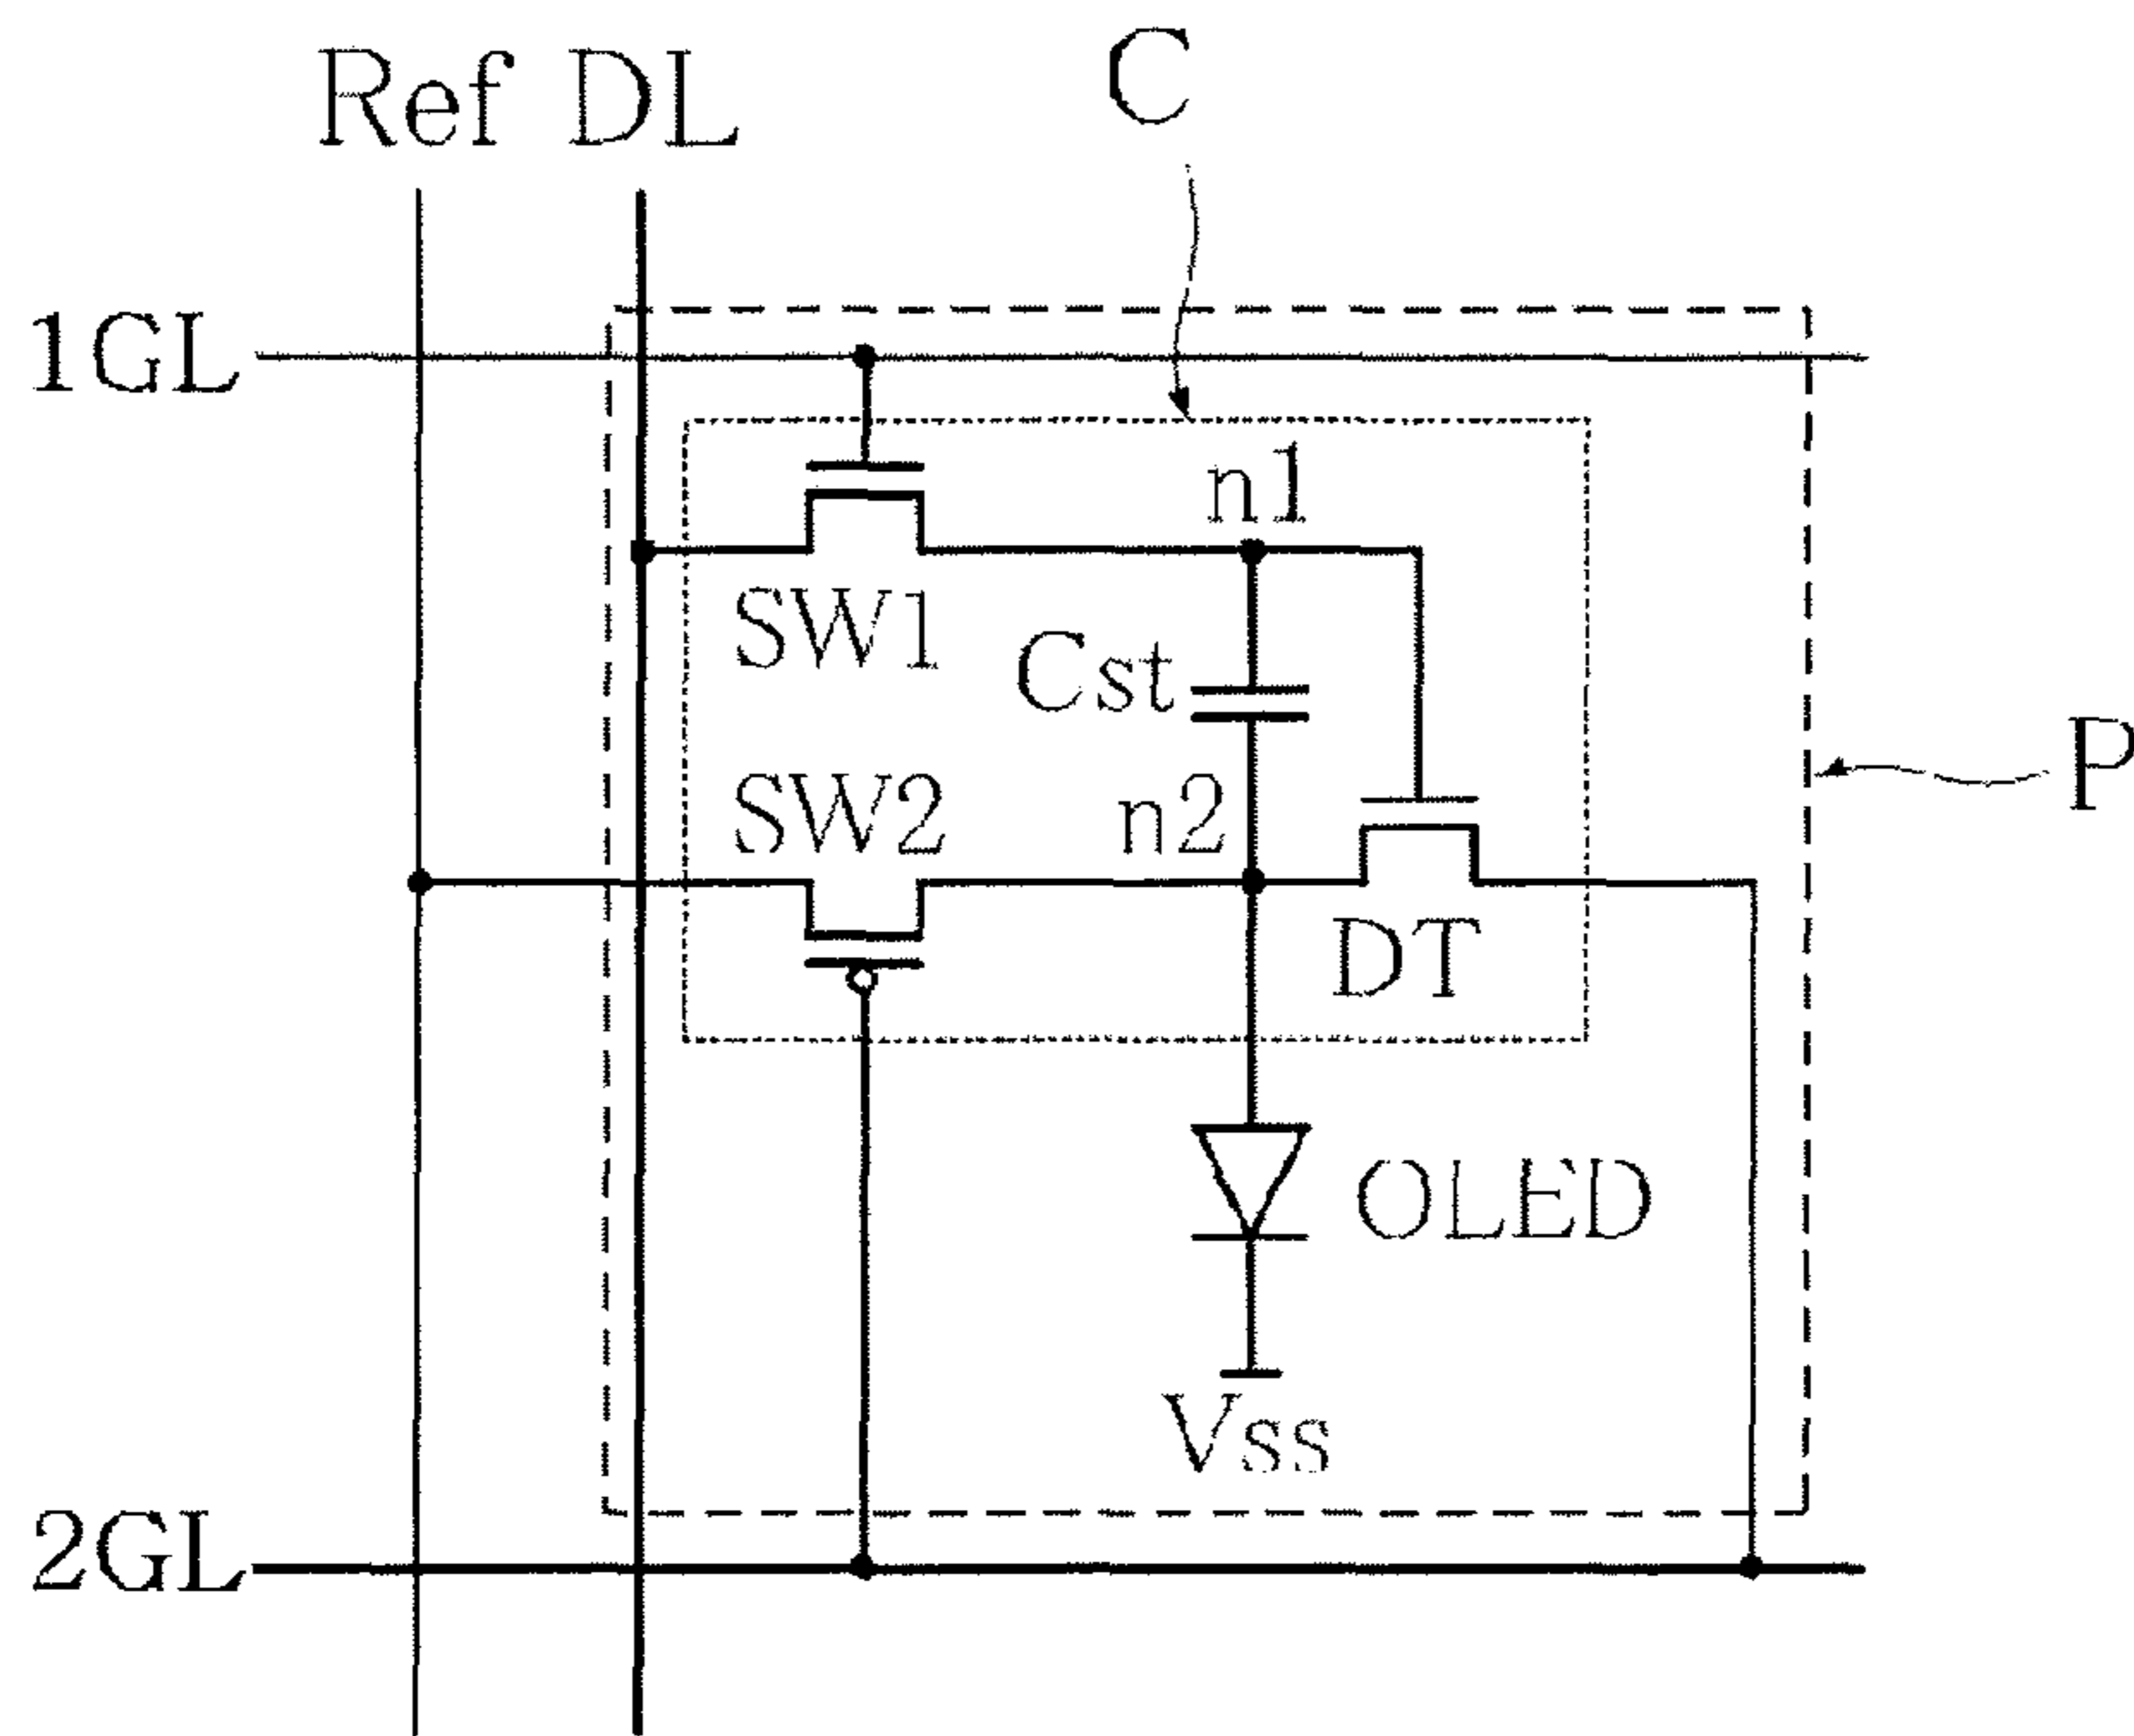 Ref DL C
1GL
n1
SW1
Cst
P
SW2 n2
DT
OLED
Vss
2GL